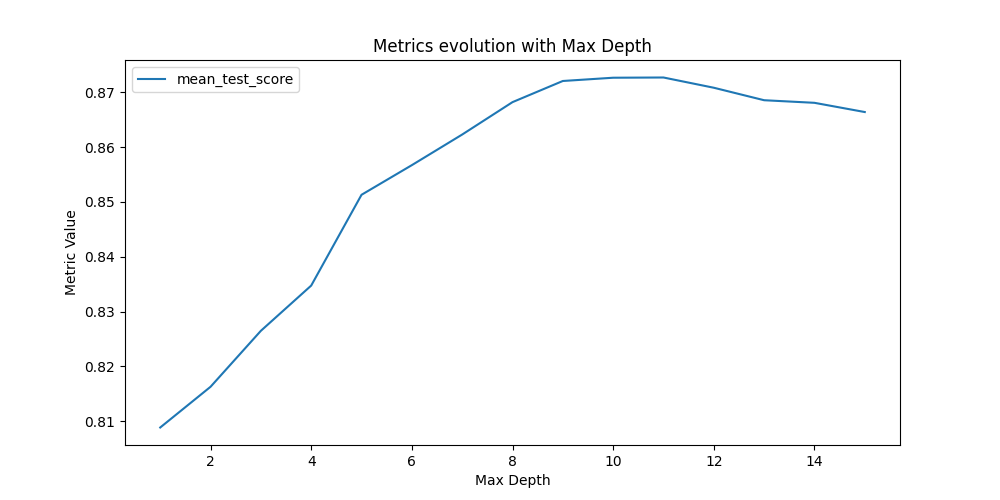 Metrics evolution with Max Depth
mean_test_score
Metric Value
0.87
0.86
0.85
0.84
0.83
0.82
0.81
2 4 6 8 10 12 14
Max Depth